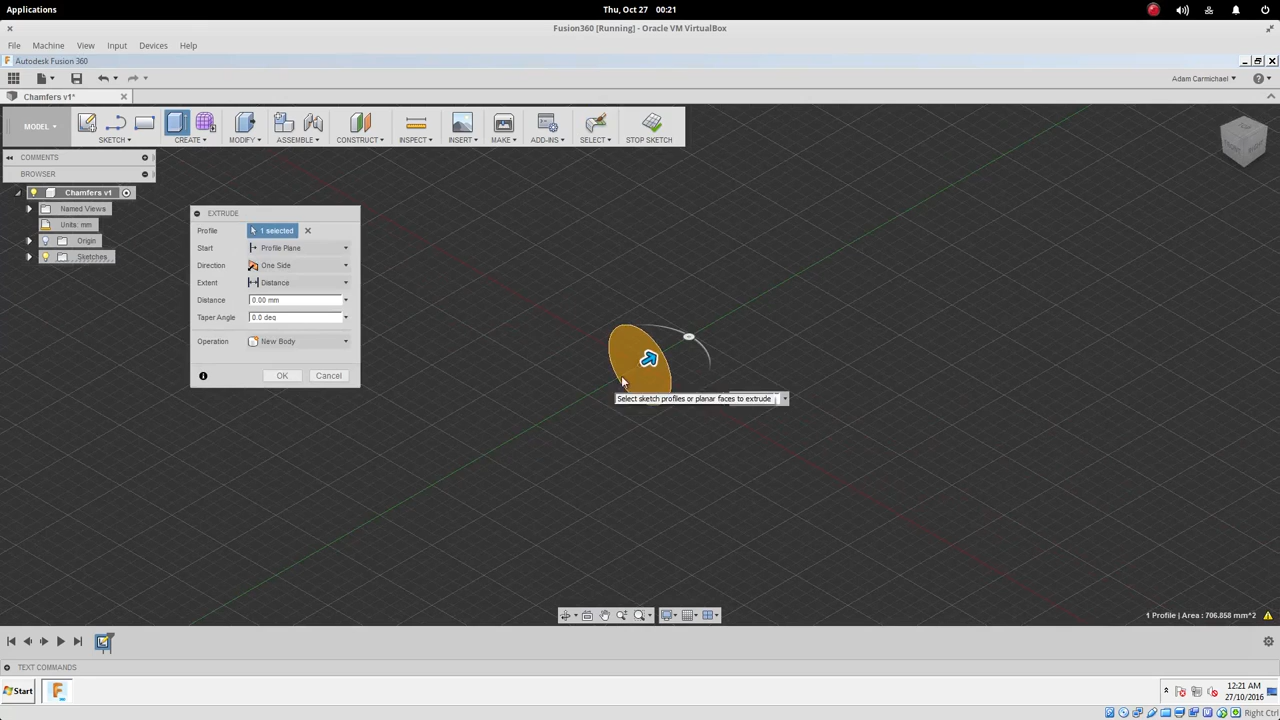 Applications
Thu, Oct 27 00:21
Fusion360 [Running] - Oracle VM VirtualBox
File Machine View Input Devices Help
Autodesk Fusion 360
Adam Carmichael
Chamfers v1*
MODEL
SKETCH
CREATE
MODIFY
ASSEMBLE
CONSTRUCT
INSPECT
INSERT
MAKE
ADD-INS
SELECT
STOP SKETCH
COMMENTS
BROWSER
Chamfers v1
Named Views
Units: mm
Origin
Sketches
EXTRUDE
Profile 1 selected
Start Profile Plane
Direction One Side
Extent Distance
Distance 0.00 mm
Taper Angle 0.0 deg
Operation New Body
OK Cancel
Select sketch profiles or planar faces to extrude
1 Profile | Area : 706.858 mm^2
TEXT COMMANDS
Start
12:21 AM
27/10/2016
Right Ctrl